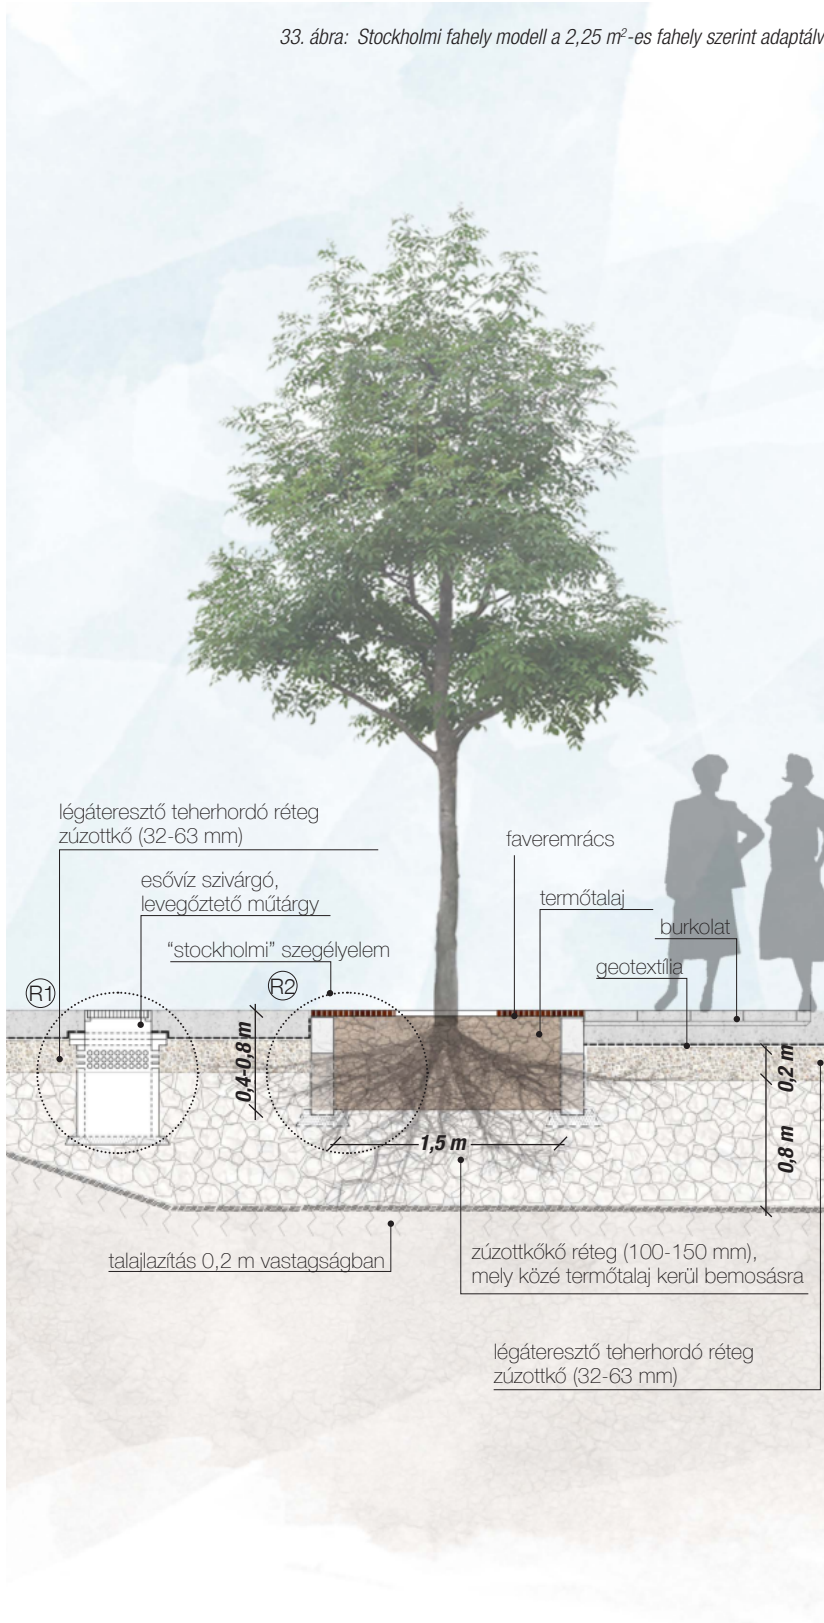 33. ábra: Stockholmi fahely modell a 2,25 m²-es fahely szerint adaptálv
légáteresztő teherhordó réteg
zúzottkő (32-63 mm)
esővíz szivárgó,
levegőztető műtárgy
"stockholmi" szegélyelem
faveremrács
termőtalaj
burkolat
geotextília
R1
R2
0,4-0,8 m
0,2 m
1,5 m
0,8 m
talajlazítás 0,2 m vastagságban
zúzottkőkő réteg (100-150 mm),
mely közé termőtalaj kerül bemosásra
légáteresztő teherhordó réteg
zúzottkő (32-63 mm)